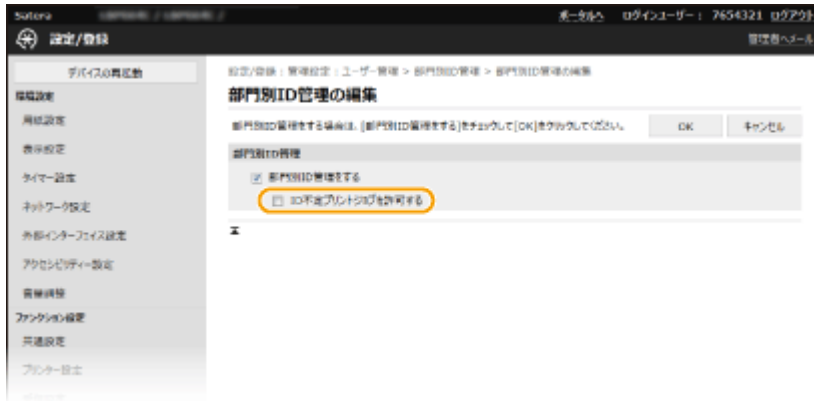 Satera
ポータルへ ログインユーザー： 7654321 ログアウト
設定/登録
管理者へメール
デバイスの再起動
環境設定
用紙設定
表示設定
タイマー設定
ネットワーク設定
外部インターフェイス設定
アクセシビリティー設定
音量調整
ファンクション設定
共通設定
プリンター設定
設定/登録：管理設定：ユーザー管理 > 部門別ID管理 > 部門別ID管理の編集
部門別ID管理の編集
部門別ID管理をする場合は、[部門別ID管理をする]をチェックして[OK]をクリックしてください。
OK キャンセル
部門別ID管理
部門別ID管理をする
ID不定プリントジョブを許可する